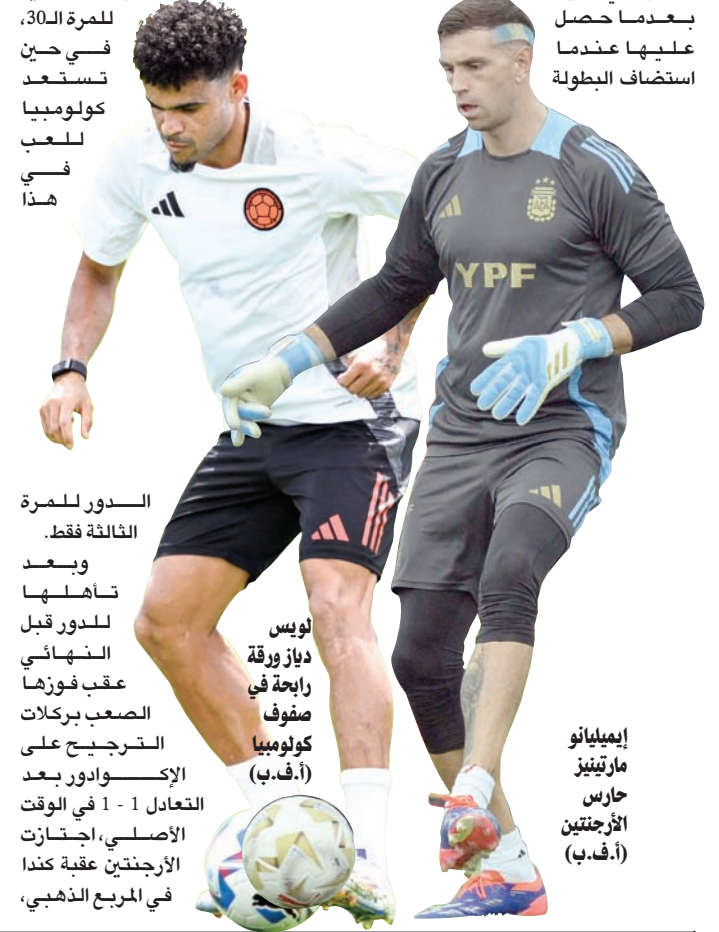 بعدما حصل
عليها عندما
استضاف البطولة
للمرة الـ30،
في حين
تستعد
كولومبيا
للعب
في
هذا
الدور للمرة
الثالثة فقط.
وبعد
تأهلها
للدور قبل
النهائي
عقب فوزها
الصعب بركلات
الترجيح على
الإكوادور بعد
التعادل 1 - 1 في الوقت
الأصلي، اجتازت
الأرجنتين عقبة كندا
في المربع الذهبي،
لويس
دياز ورقة
رابحة في
صفوف
كولومبيا
(أ.ف.ب)
إيميليانو
مارتينيز
حارس
الأرجنتين
(أ.ف.ب)
YPF
AFA